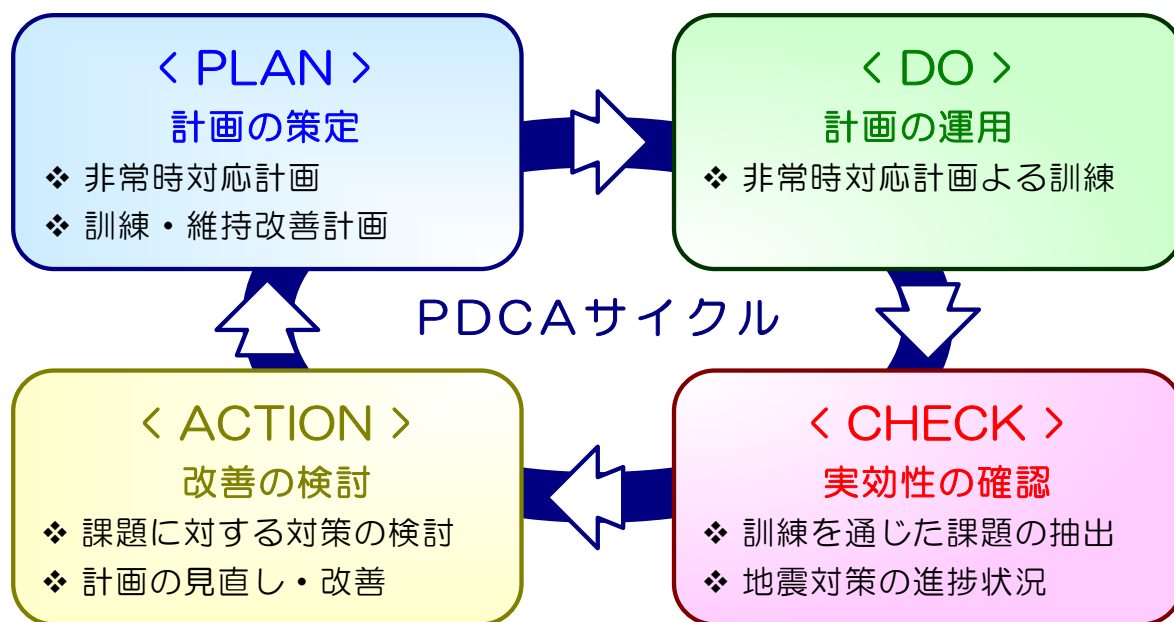 < PLAN >
計画の策定
❖ 非常時対応計画
❖ 訓練・維持改善計画
< DO >
計画の運用
❖ 非常時対応計画よる訓練
PDCAサイクル
< ACTION >
改善の検討
❖ 課題に対する対策の検討
❖ 計画の見直し・改善
< CHECK >
実効性の確認
❖ 訓練を通じた課題の抽出
❖ 地震対策の進捗状況